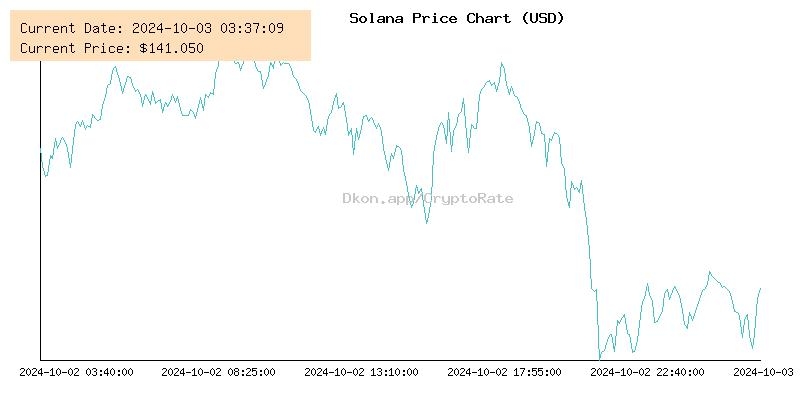 Solana Price Chart (USD)
Current Date: 2024-10-03 03:37:09
Current Price: $141.050
Dkon.app/CryptoRate
2024-10-02 03:40:00 2024-10-02 08:25:00 2024-10-02 13:10:00 2024-10-02 17:55:00 2024-10-02 22:40:00 2024-10-03